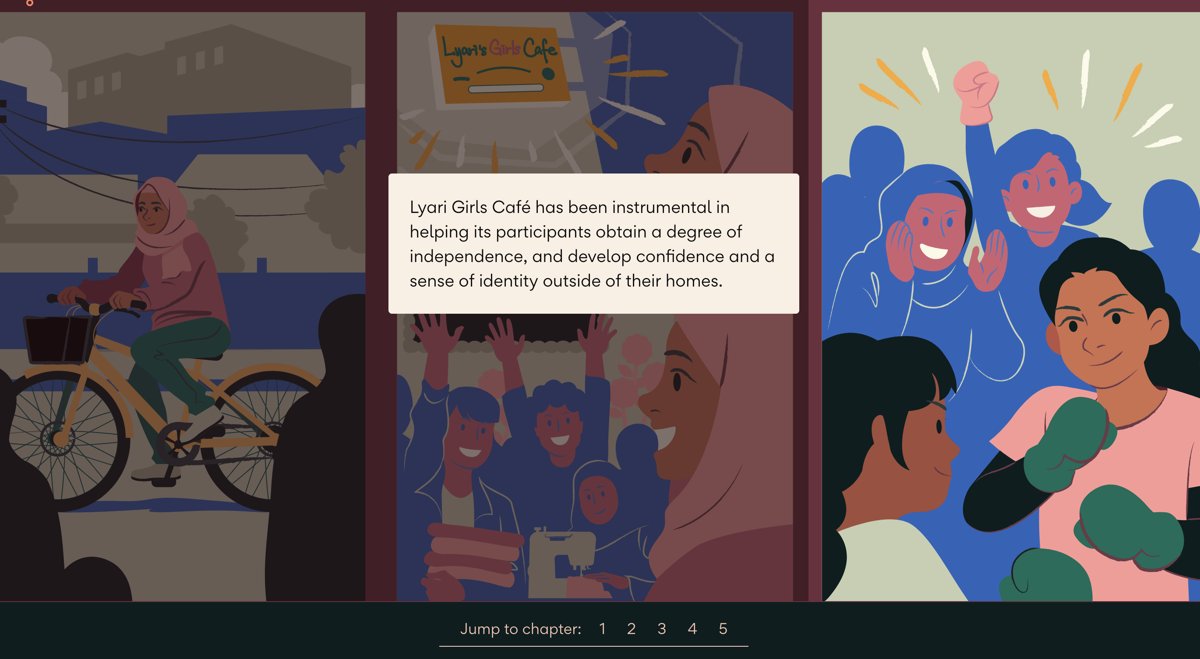 Lyari's Girls Cafe
Lyari Girls Café has been instrumental in
helping its participants obtain a degree of
independence, and develop confidence and a
sense of identity outside of their homes.
Jump to chapter: 1 2 3 4 5